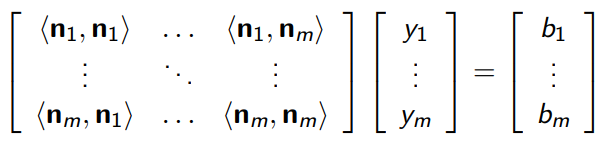 ⟨n₁, n₁⟩ … ⟨n₁, nₘ⟩ y₁ b₁
⋮ ⋱ ⋮ ⋮ = ⋮
⟨nₘ, n₁⟩ … ⟨nₘ, nₘ⟩ yₘ bₘ